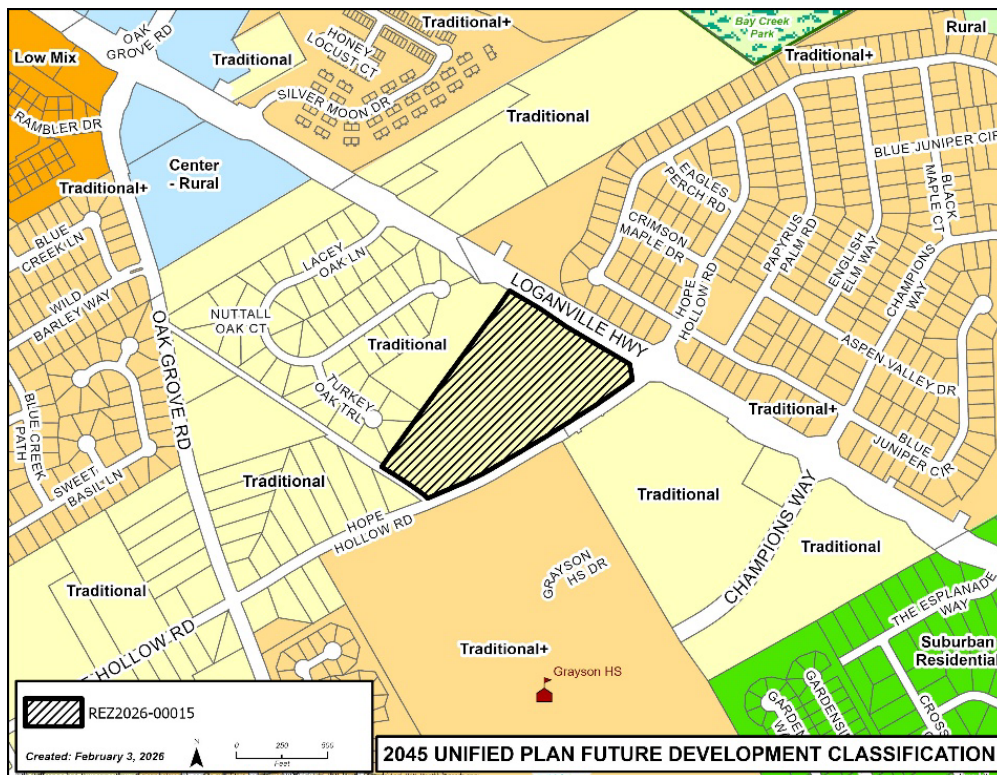 OAK
GROVE RD
Traditional+
HONEY
LOCUST CT
Bay Creek
Park
Rural
Low Mix
Traditional
Traditional+
SILVER MOON DR
RAMBLER DR
Traditional
Center
- Rural
BLUE JUNIPER CIR
Traditional+
EAGLES
PERCH RD
BLACK
MAPLE CT
BLUE
CREEK LN
CRIMSON
MAPLE DR
PAPYRUS
PALM RD
ENGLISH
ELM WAY
CHAMPIONS
WAY
LACEY
OAK LN
WILD
BARLEY WAY
HOPE
HOLLOW RD
LOGANVILLE HWY
NUTTALL
OAK CT
Traditional
OAK GROVE RD
ASPEN VALLEY DR
TURKEY
OAK TRL
BLUE CREEK
PATH
Traditional+
BLUE
JUNIPER CIR
SWEET
BASIL LN
Traditional
Traditional
HOPE
HOLLOW RD
Traditional
CHAMPIONS WAY
GRAYSON
HS DR
Traditional
HOLLOW RD
THE ESPLANADE
WAY
Traditional+
Suburban
Residential
Grayson HS
REZ2026-00015
N
0 250 500
Feet
Created: February 3, 2026
2045 UNIFIED PLAN FUTURE DEVELOPMENT CLASSIFICATION